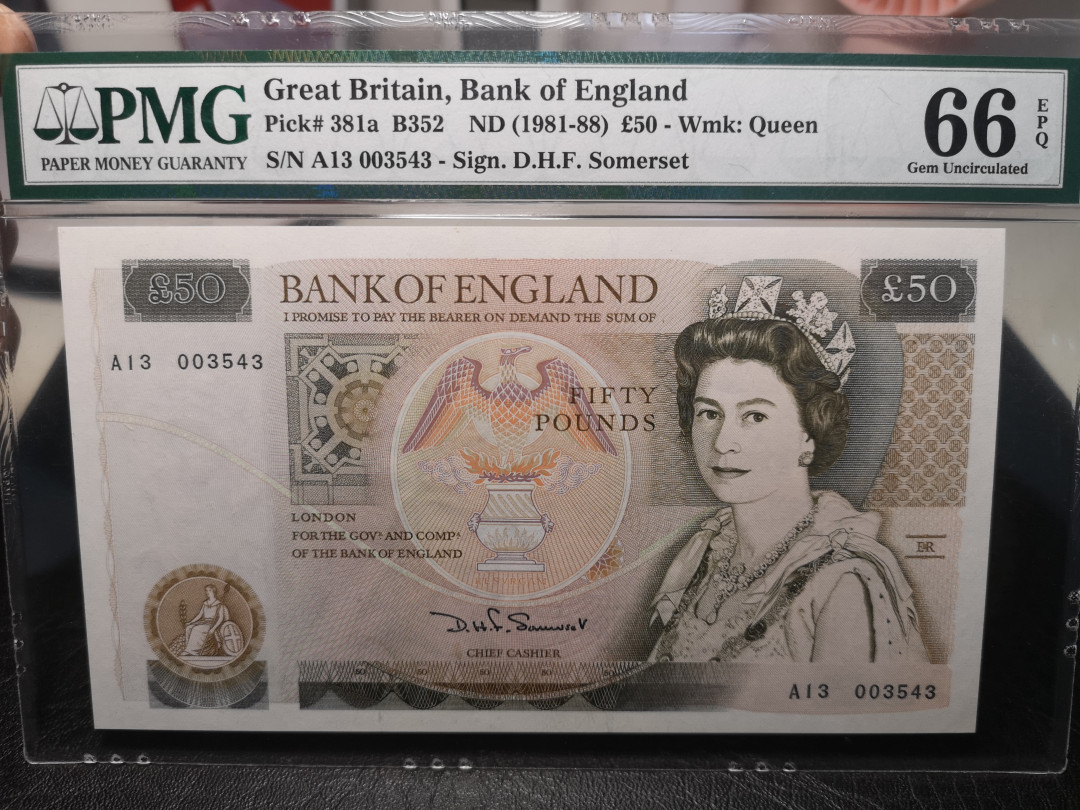 PMG
PAPER MONEY GUARANTY
Great Britain, Bank of England
Pick# 381a B352 ND (1981-88) £50 - Wmk: Queen
S/N A13 003543 - Sign. D.H.F. Somerset
66
EPQ
Gem Uncirculated
£50
BANK OF ENGLAND
£50
I PROMISE TO PAY THE BEARER ON DEMAND THE SUM OF
A13 003543
FIFTY
POUNDS
LONDON
FOR THE GOVR AND COMPA
OF THE BANK OF ENGLAND
ER
D.H.F. Somerset
CHIEF CASHIER
A13 003543